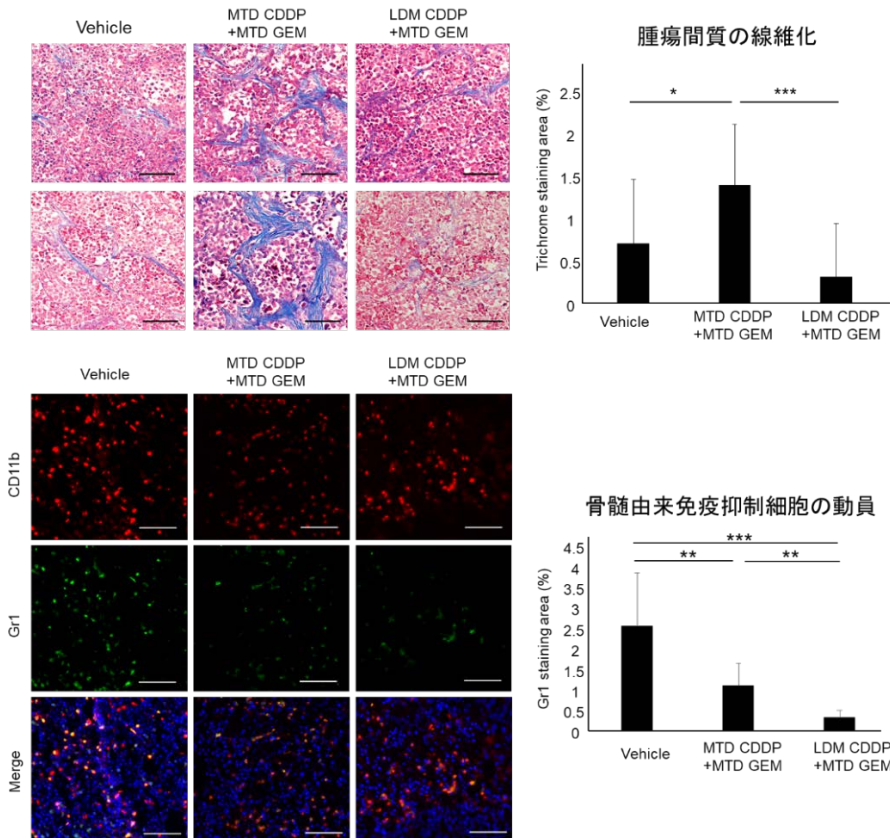 Vehicle
MTD CDDP
+MTD GEM
LDM CDDP
+MTD GEM
腫瘍間質の線維化
Trichrome staining area (%)
2.5
2
1.5
1
0.5
0
*
***
Vehicle
MTD CDDP
+MTD GEM
LDM CDDP
+MTD GEM
Vehicle
MTD CDDP
+MTD GEM
LDM CDDP
+MTD GEM
CD11b
Gr1
Merge
骨髄由来免疫抑制細胞の動員
Gr1 staining area (%)
4.5
4
3.5
3
2.5
2
1.5
1
0.5
0
***
**
**
Vehicle
MTD CDDP
+MTD GEM
LDM CDDP
+MTD GEM